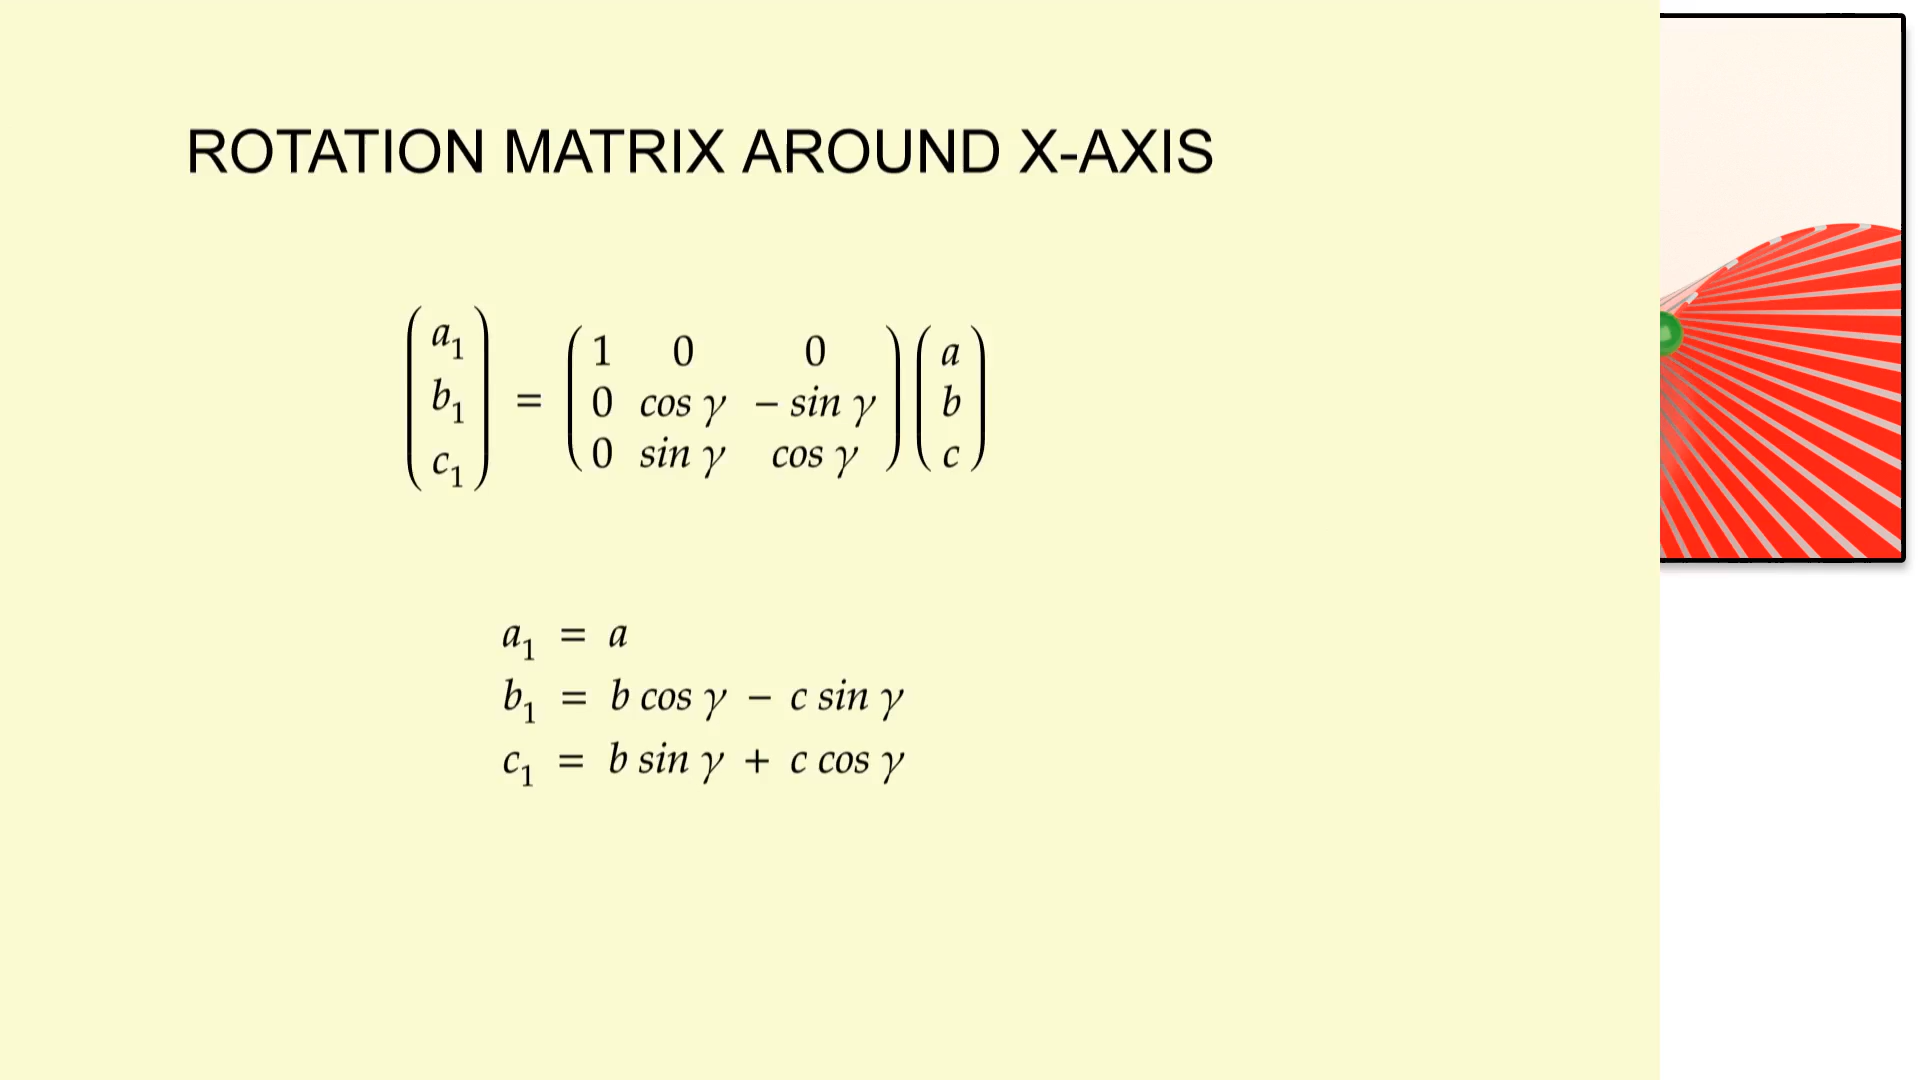 ROTATION MATRIX AROUND X-AXIS
(a₁ b₁ c₁) = (1 0 0 0 cos γ − sin γ 0 sin γ cos γ)(a b c)
a₁ = a
b₁ = b cos γ − c sin γ
c₁ = b sin γ + c cos γ